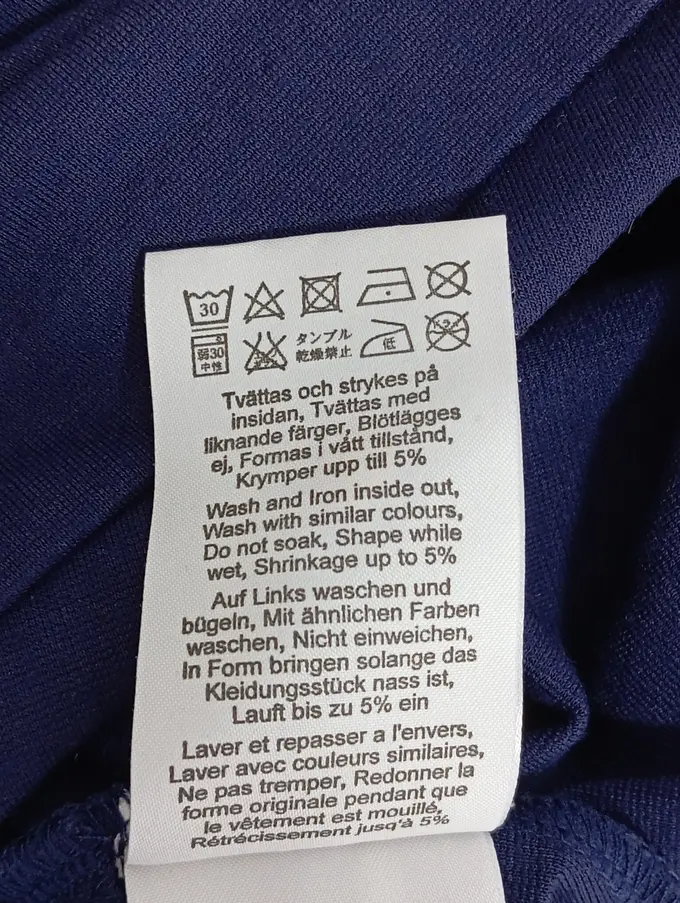 30
弱30
中性
タンブル
乾燥禁止
低
Tvättas och strykes på
insidan, Tvättas med
liknande färger, Blötlägges
ej, Formas i vått tillstånd,
Krymper upp till 5%
Wash and Iron inside out,
Wash with similar colours,
Do not soak, Shape while
wet, Shrinkage up to 5%
Auf Links waschen und
bügeln, Mit ähnlichen Farben
waschen, Nicht einweichen,
In Form bringen solange das
Kleidungsstück nass ist,
Lauft bis zu 5% ein
Laver et repasser a l'envers,
Laver avec couleurs similaires,
Ne pas tremper, Redonner la
forme originale pendant que
le vêtement est mouillé,
Rétrécissement jusq'à 5%